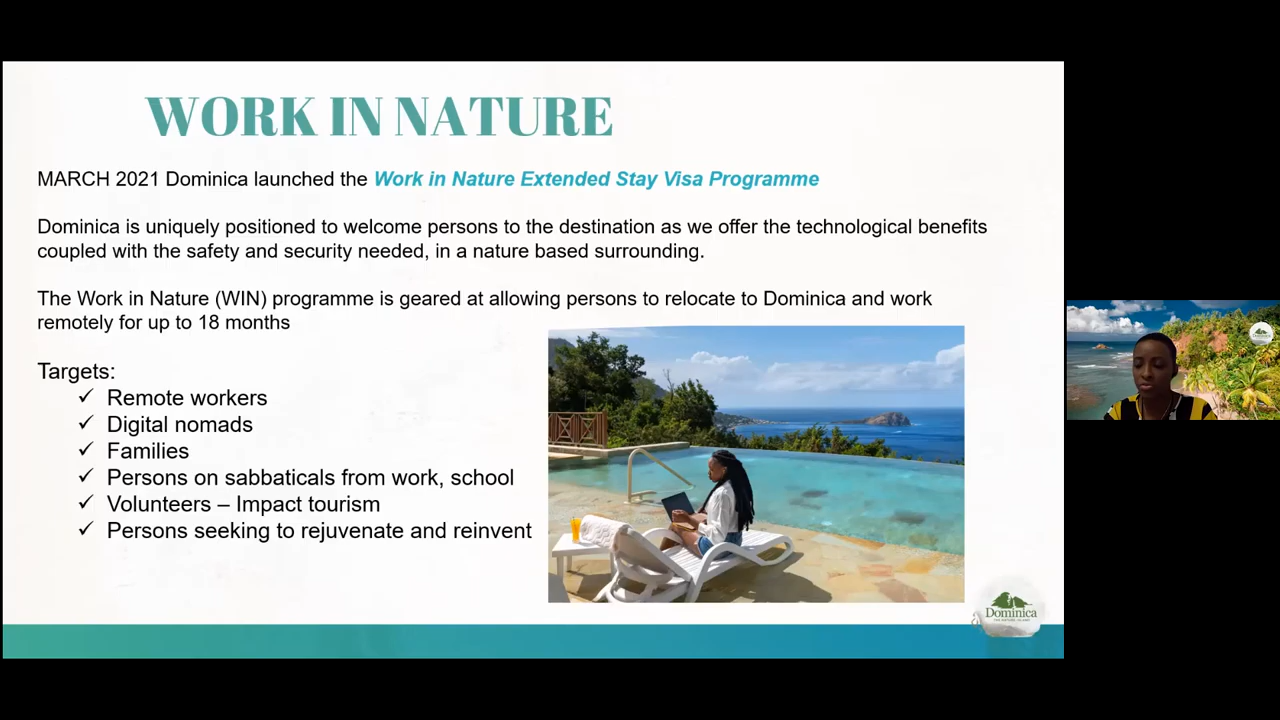 WORK IN NATURE
MARCH 2021 Dominica launched the Work in Nature Extended Stay Visa Programme
Dominica is uniquely positioned to welcome persons to the destination as we offer the technological benefits
coupled with the safety and security needed, in a nature based surrounding.
The Work in Nature (WIN) programme is geared at allowing persons to relocate to Dominica and work
remotely for up to 18 months
Targets:
✓ Remote workers
✓ Digital nomads
✓ Families
✓ Persons on sabbaticals from work, school
✓ Volunteers – Impact tourism
✓ Persons seeking to rejuvenate and reinvent
Dominica